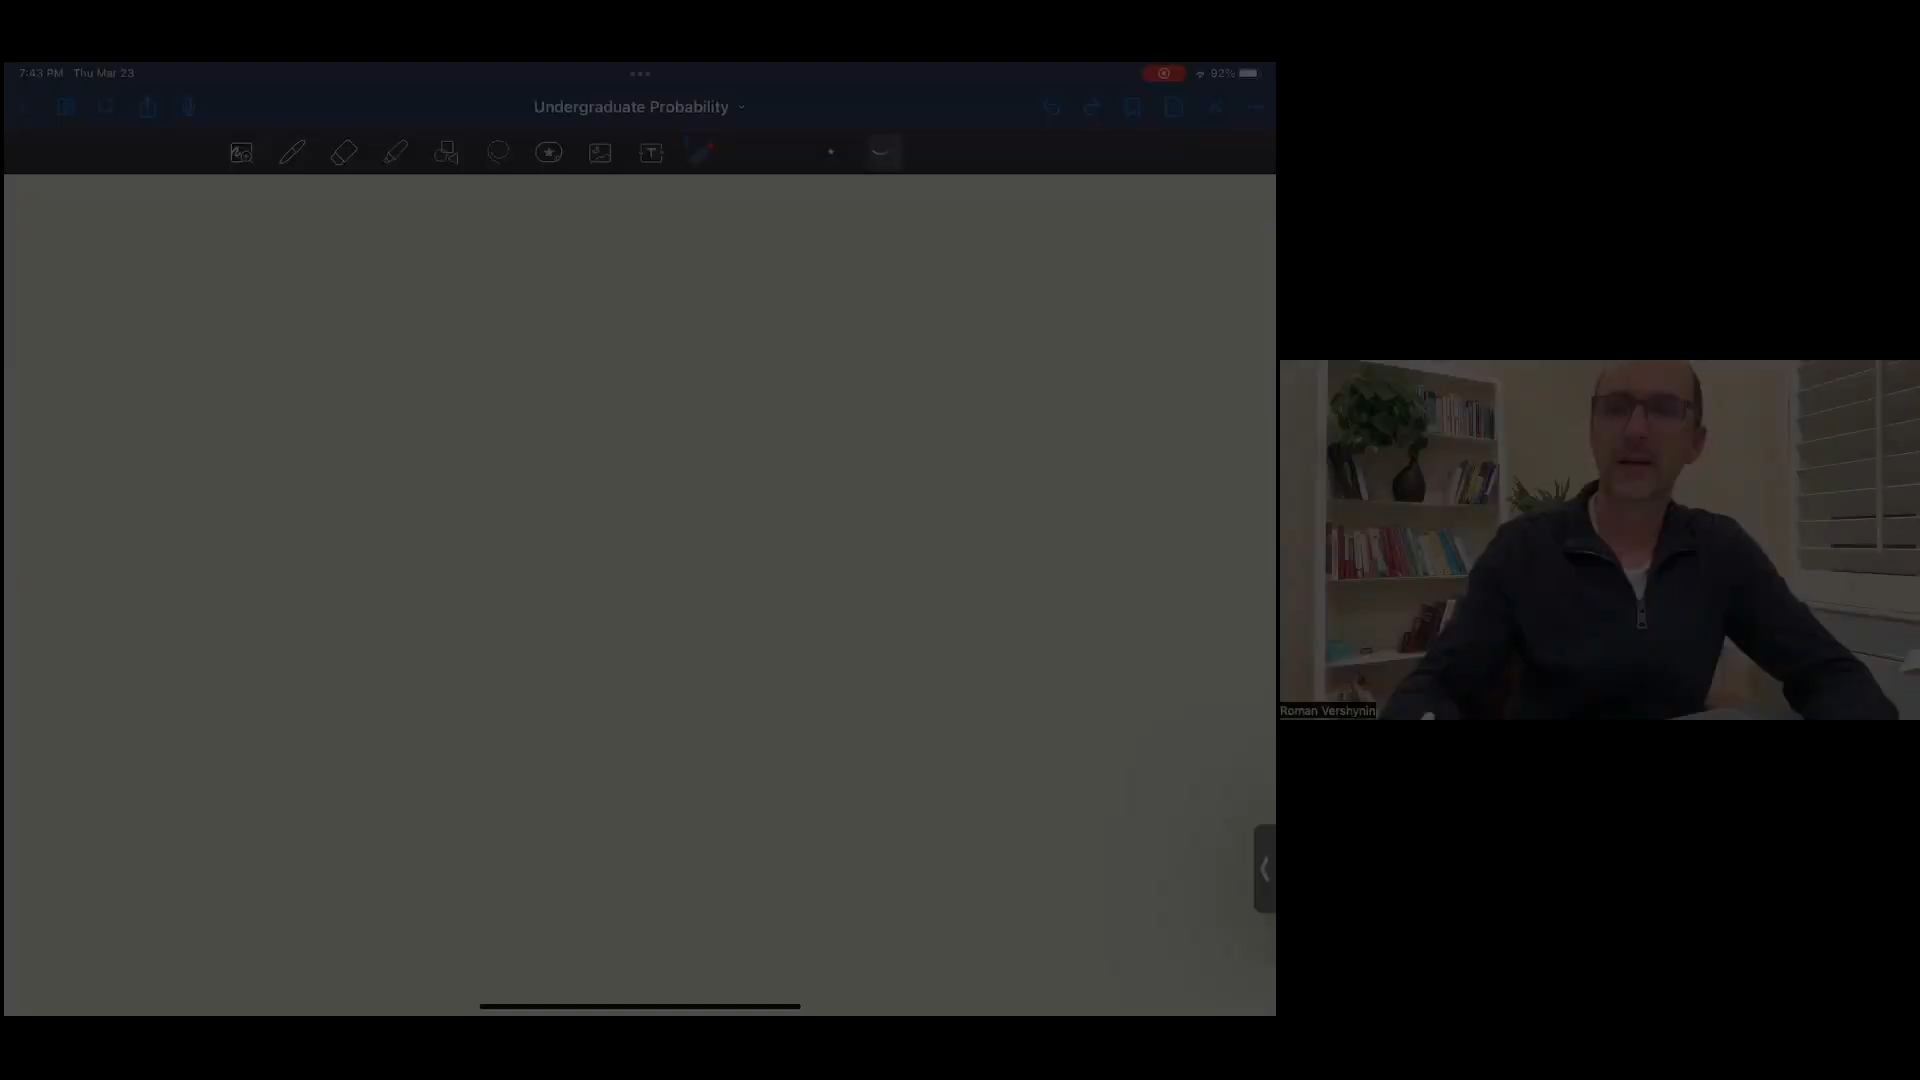 7:43 PM Thu Mar 23
92%
Undergraduate Probability
T
Roman Vershynin